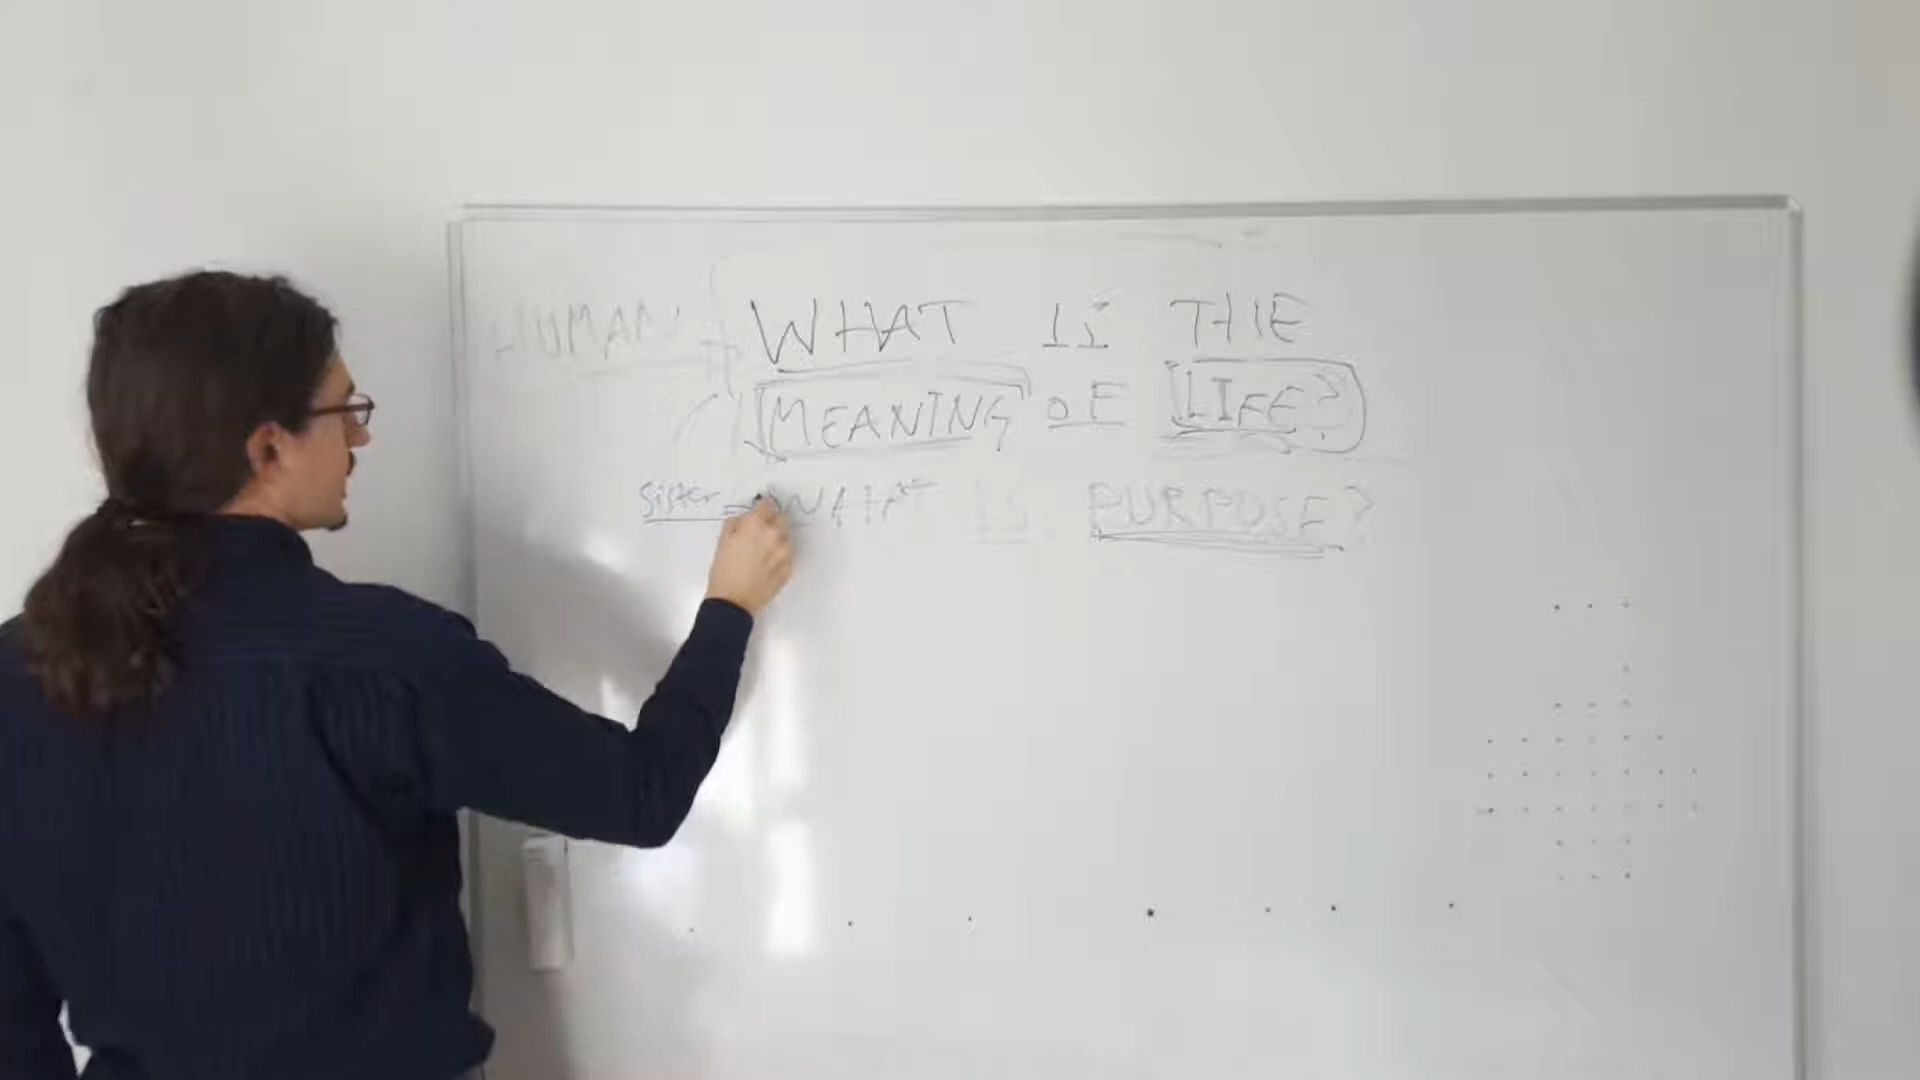 HUMAN WHAT IS THE
MEANING OF LIFE?
Sister WHAT IS PURPOSE?